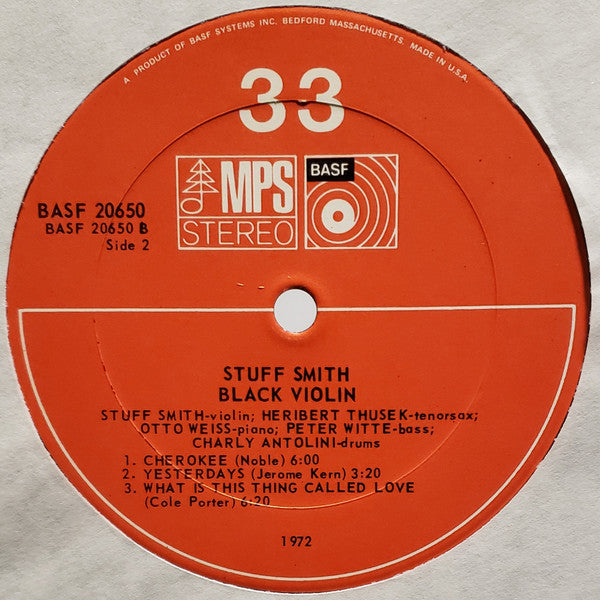 A PRODUCT OF BASF SYSTEMS INC. BEDFORD MASSACHUSETTS. MADE IN U.S.A.
33
MPS
STEREO
BASF
BASF 20650
BASF 20650 B
Side 2
STUFF SMITH
BLACK VIOLIN
STUFF SMITH-violin; HERIBERT THUSEK-tenorsax;
OTTO WEISS-piano; PETER WITTE-bass;
CHARLY ANTOLINI-drums
1. CHEROKEE (Noble) 6:00
2. YESTERDAYS (Jerome Kern) 3:20
3. WHAT IS THIS THING CALLED LOVE
(Cole Porter) 6:20
1972